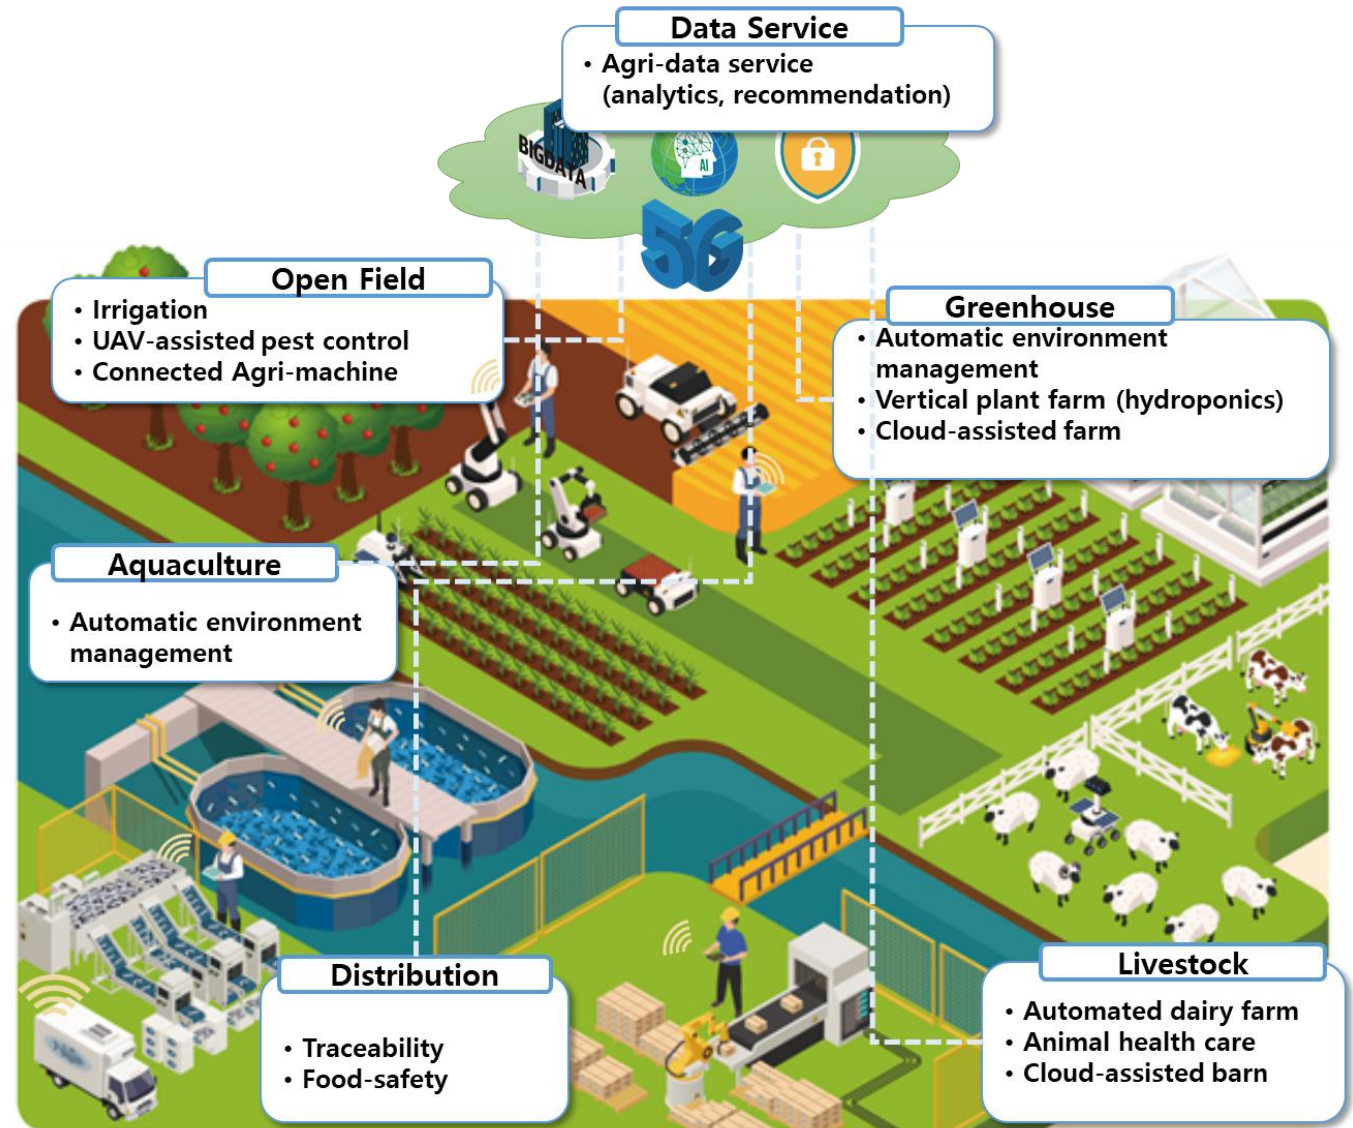 Data Service
• Agri-data service
(analytics, recommendation)
BIGDATA
AI
5G
Open Field
• Irrigation
• UAV-assisted pest control
• Connected Agri-machine
Greenhouse
• Automatic environment
management
• Vertical plant farm (hydroponics)
• Cloud-assisted farm
Aquaculture
• Automatic environment
management
Distribution
• Traceability
• Food-safety
Livestock
• Automated dairy farm
• Animal health care
• Cloud-assisted barn